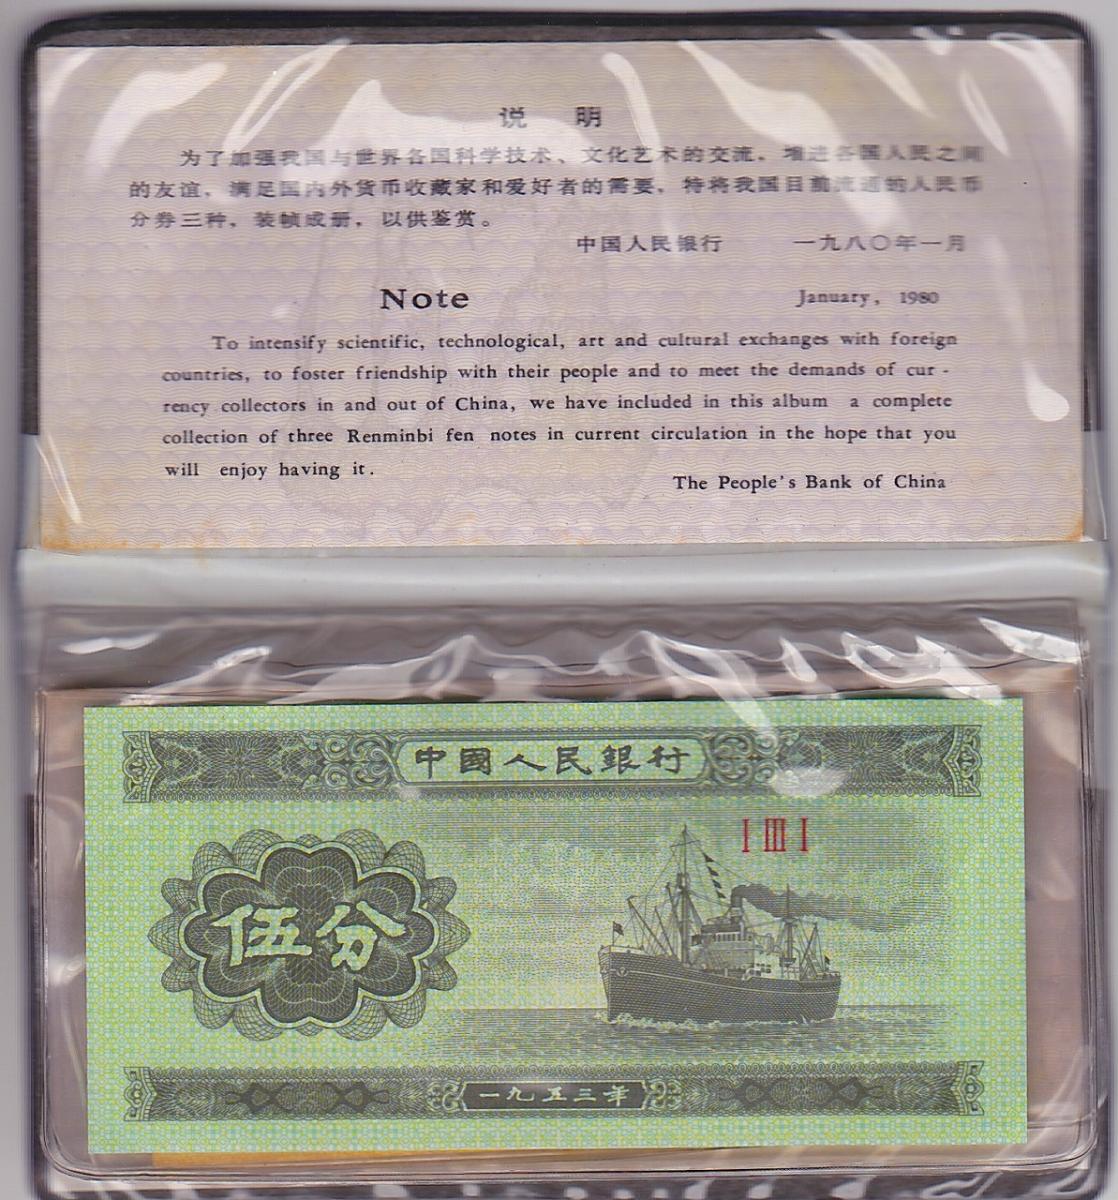 说 明
为了加强我国与世界各国科学技术、文化艺术的交流，增进各国人民之间
的友谊，满足国内外货币收藏家和爱好者的需要，特将我国目前流通的人民币
分券三种，装帧成册，以供鉴赏。
中国人民银行 一九八〇年一月
Note January, 1980
To intensify scientific, technological, art and cultural exchanges with foreign
countries, to foster friendship with their people and to meet the demands of cur -
rency collectors in and out of China, we have included in this album a complete
collection of three Renminbi fen notes in current circulation in the hope that you
will enjoy having it.
The People's Bank of China
中國人民銀行
I III I
伍分
一九五三年